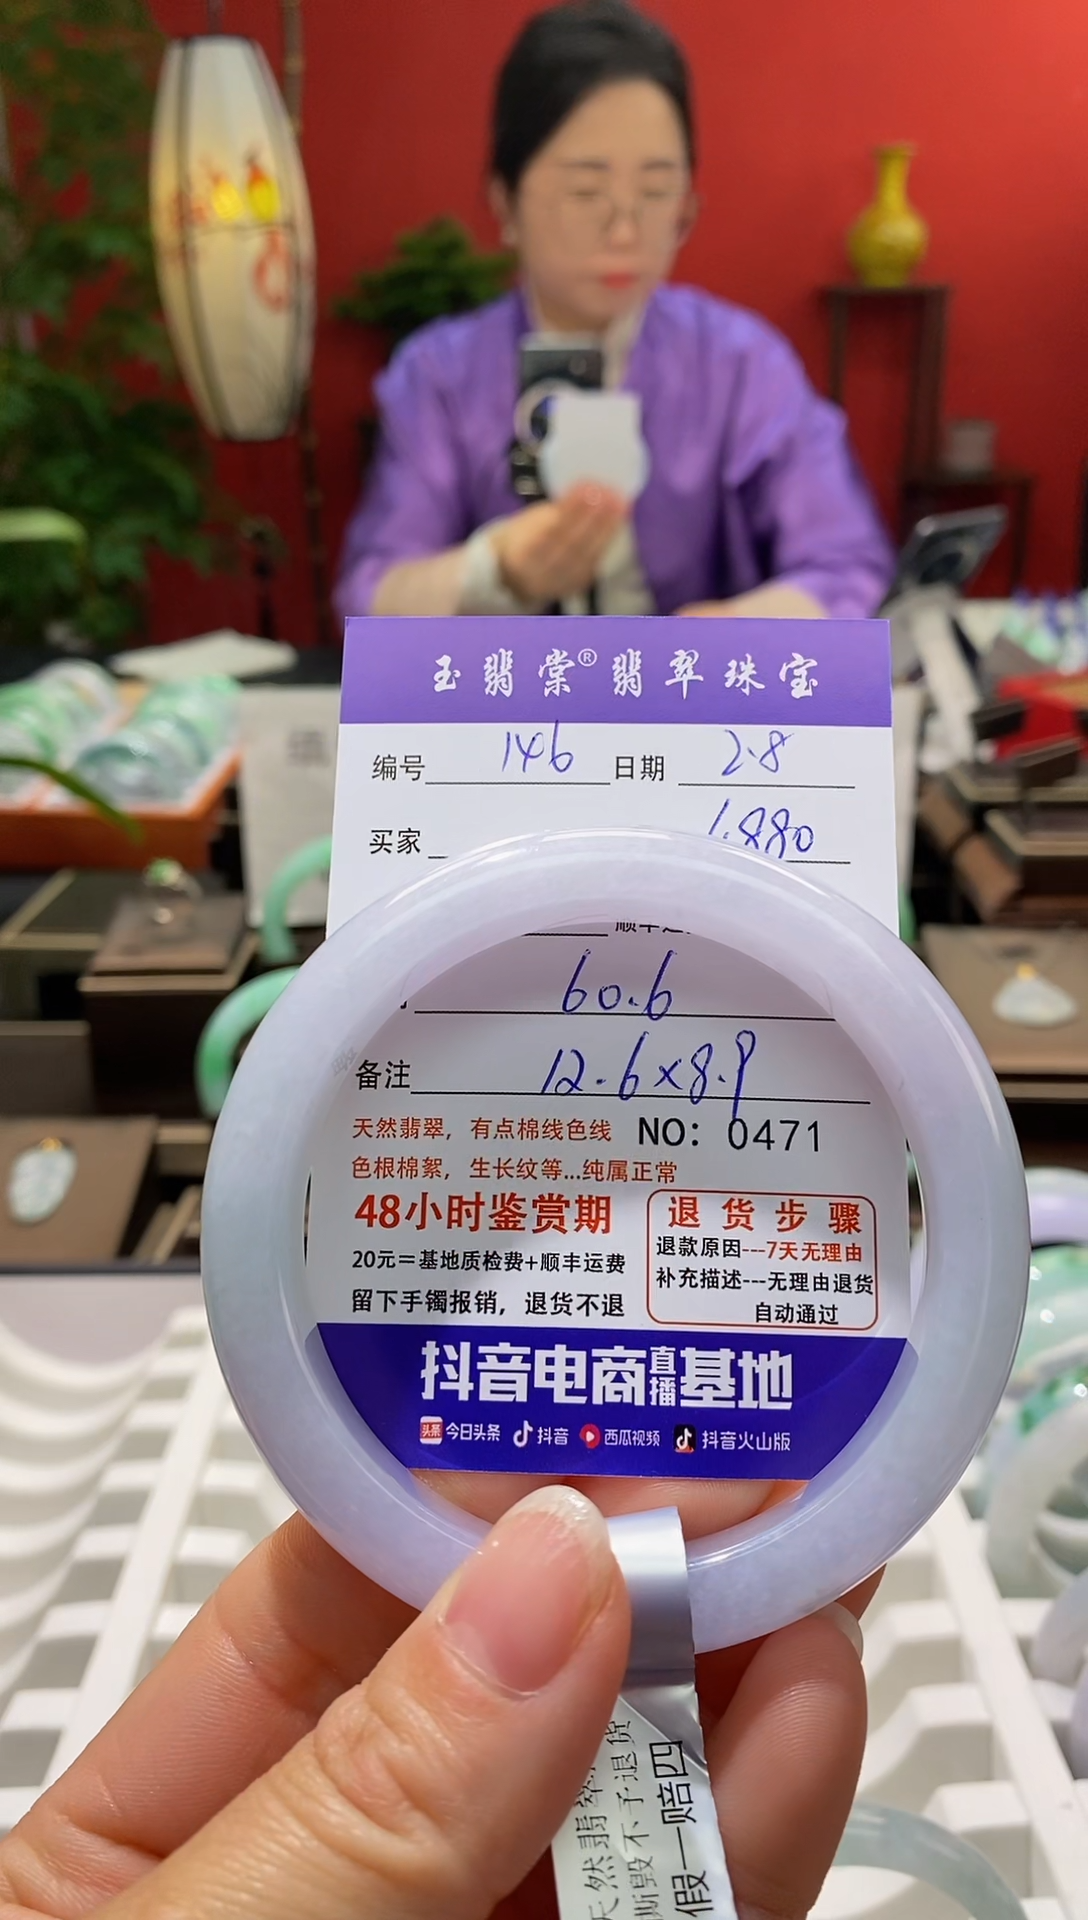 玉翡棠®翡翠珠宝
编号 146 日期 2.8
买家 1.880
60.6
备注 12.6×8.9
天然翡翠，有点棉线色线 NO: 0471
色根棉絮，生长纹等...纯属正常
48小时鉴赏期
20元=基地质检费+顺丰运费
留下手镯报销，退货不退
退货步骤
退款原因---7天无理由
补充描述---无理由退货
自动通过
抖音电商直播基地
头条 今日头条 抖音 西瓜视频 抖音火山版
天然翡翠
撕毁不予退货
假一赔四